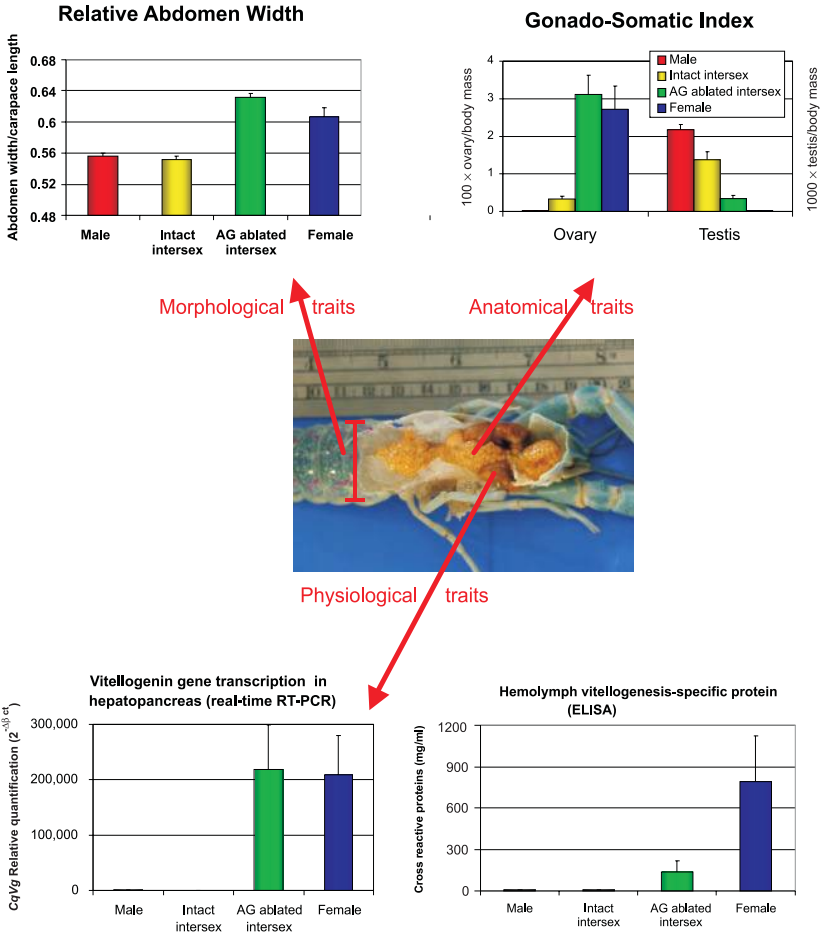 Relative Abdomen Width
Abdomen width/carapace length
0.68
0.64
0.6
0.56
0.52
0.48
Male
Intact
intersex
AG ablated
intersex
Female
Gonado-Somatic Index
100 × ovary/body mass
4
3
2
1
0
Male
Intact intersex
AG ablated intersex
Female
1000 × testis/body mass
Ovary
Testis
Morphological traits
Anatomical traits
Physiological traits
Vitellogenin gene transcription in
hepatopancreas (real-time RT-PCR)
CqVg Relative quantification (2^-Δβ ct)
300,000
200,000
100,000
0
Male
Intact
intersex
AG ablated
intersex
Female
Hemolymph vitellogenesis-specific protein
(ELISA)
Cross reactive proteins (mg/ml)
1200
900
600
300
0
Male
Intact
intersex
AG ablated
intersex
Female